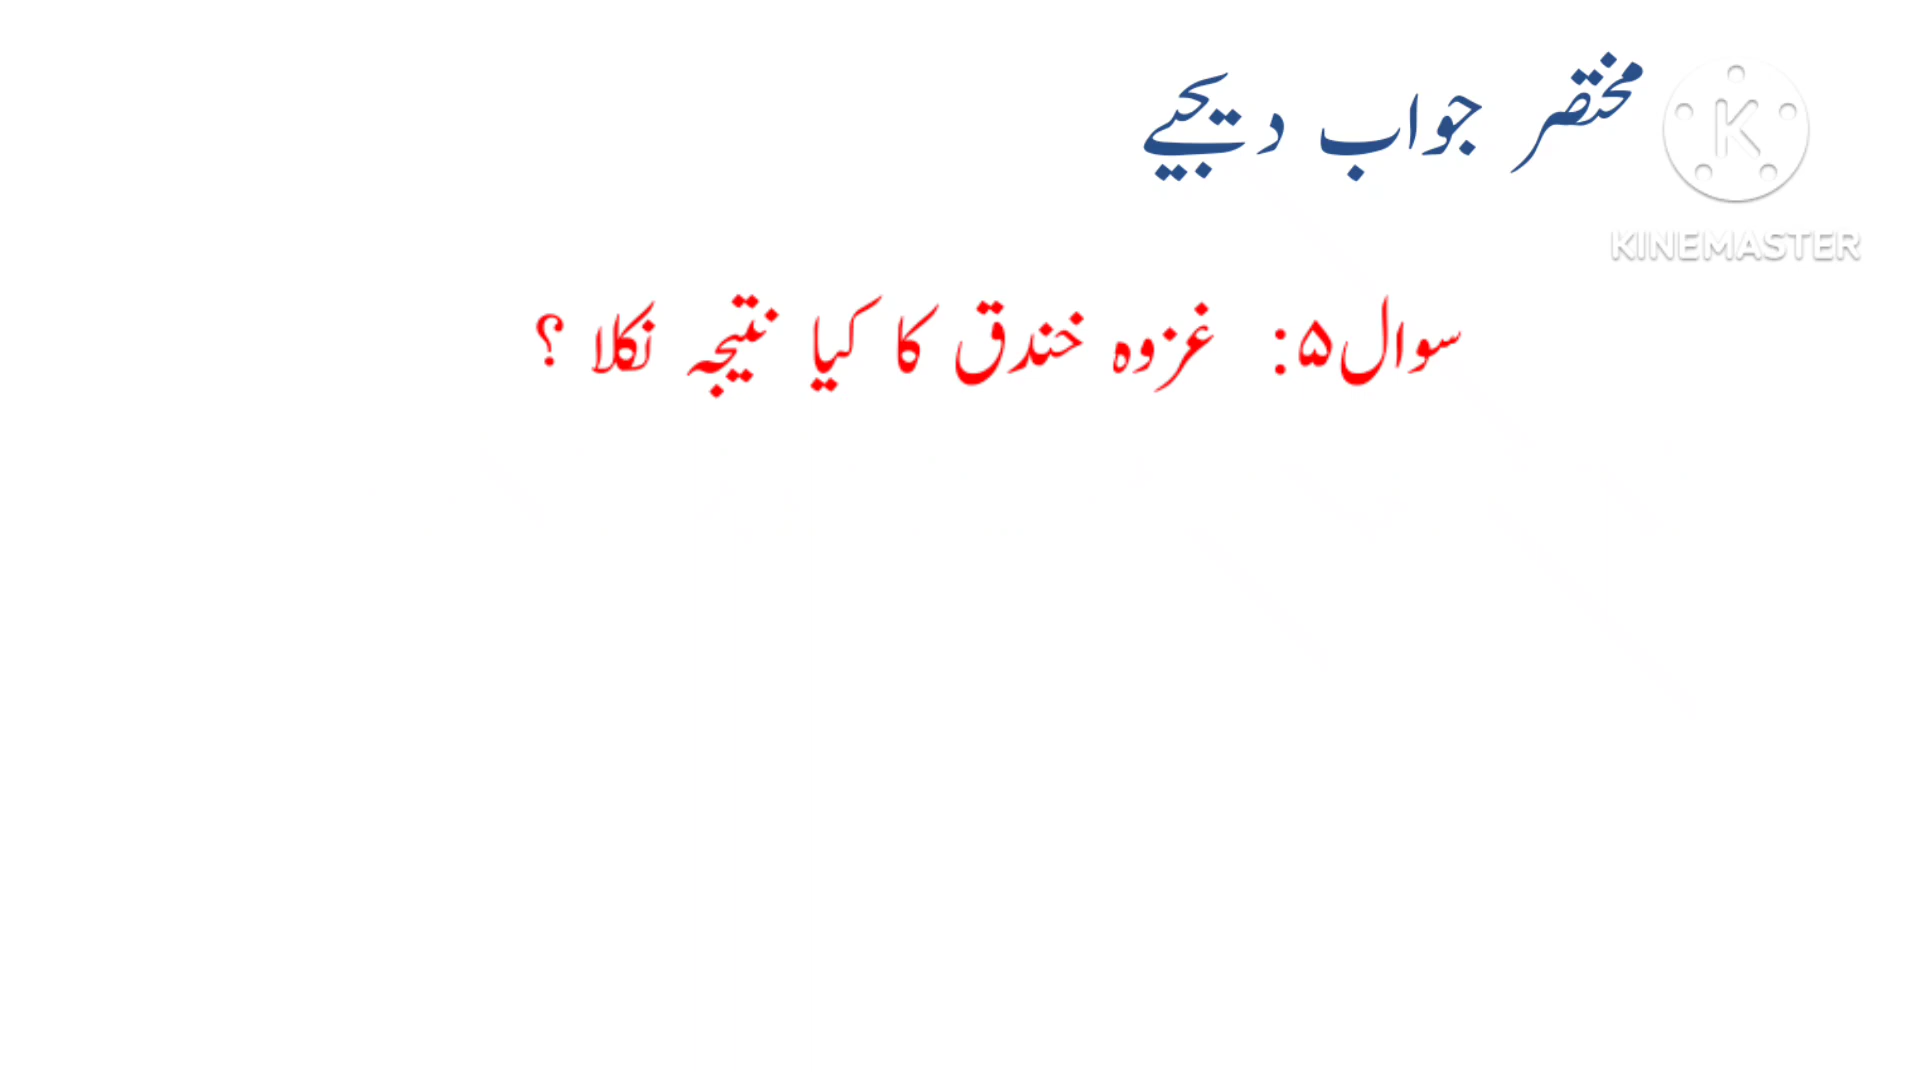 مختصر جواب دیجیے
KINEMASTER
سوال۵: غزوہ خندق کا کیا نتیجہ نکلا ؟